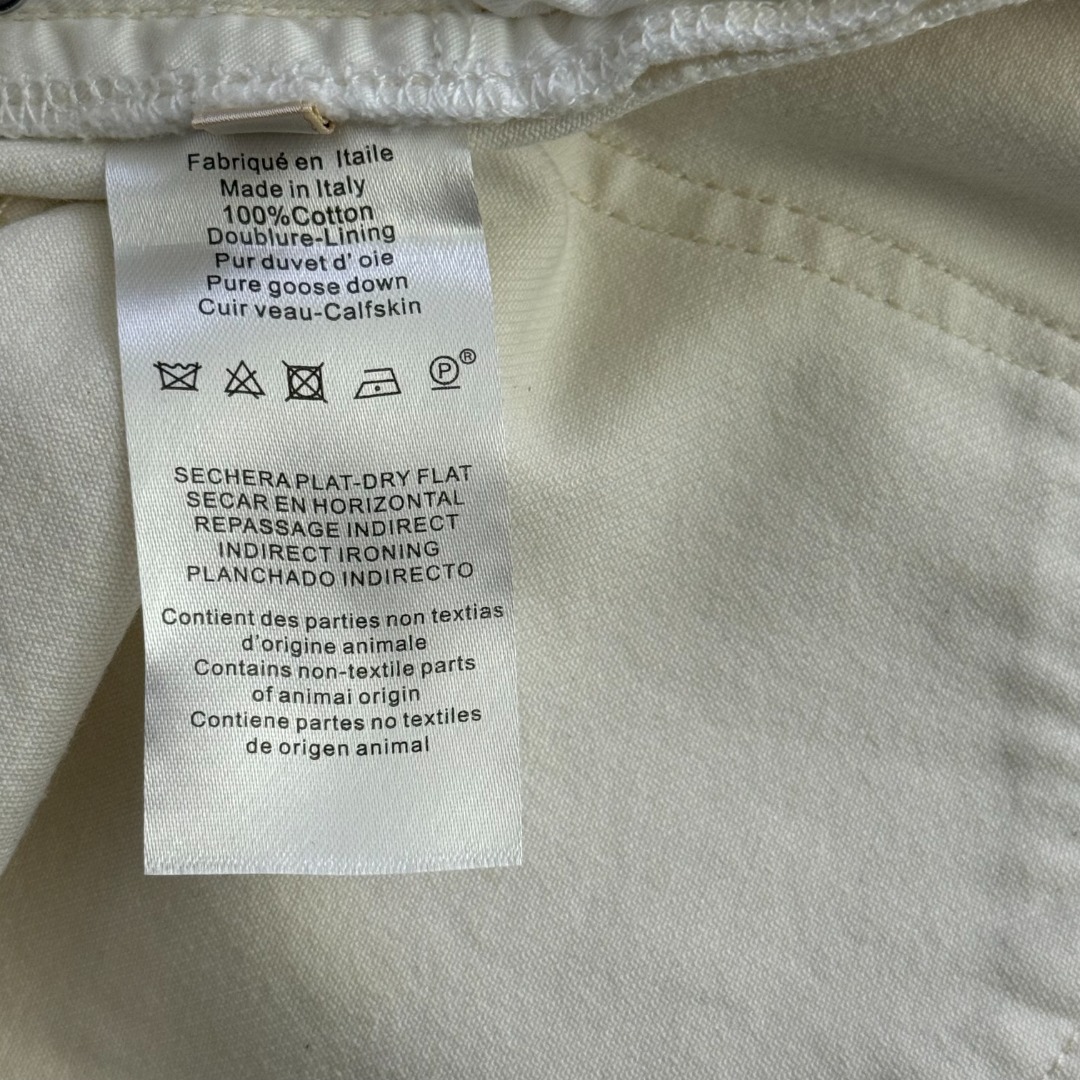 Fabriqué en Itaile
Made in Italy
100%Cotton
Doublure-Lining
Pur duvet d' oie
Pure goose down
Cuir veau-Calfskin
P®
SECHERAPLAT-DRY FLAT
SECAR EN HORIZONTAL
REPASSAGE INDIRECT
INDIRECT IRONING
PLANCHADO INDIRECTO
Contient des parties non textias
d'origine animale
Contains non-textile parts
of animai origin
Contiene partes no textiles
de origen animal